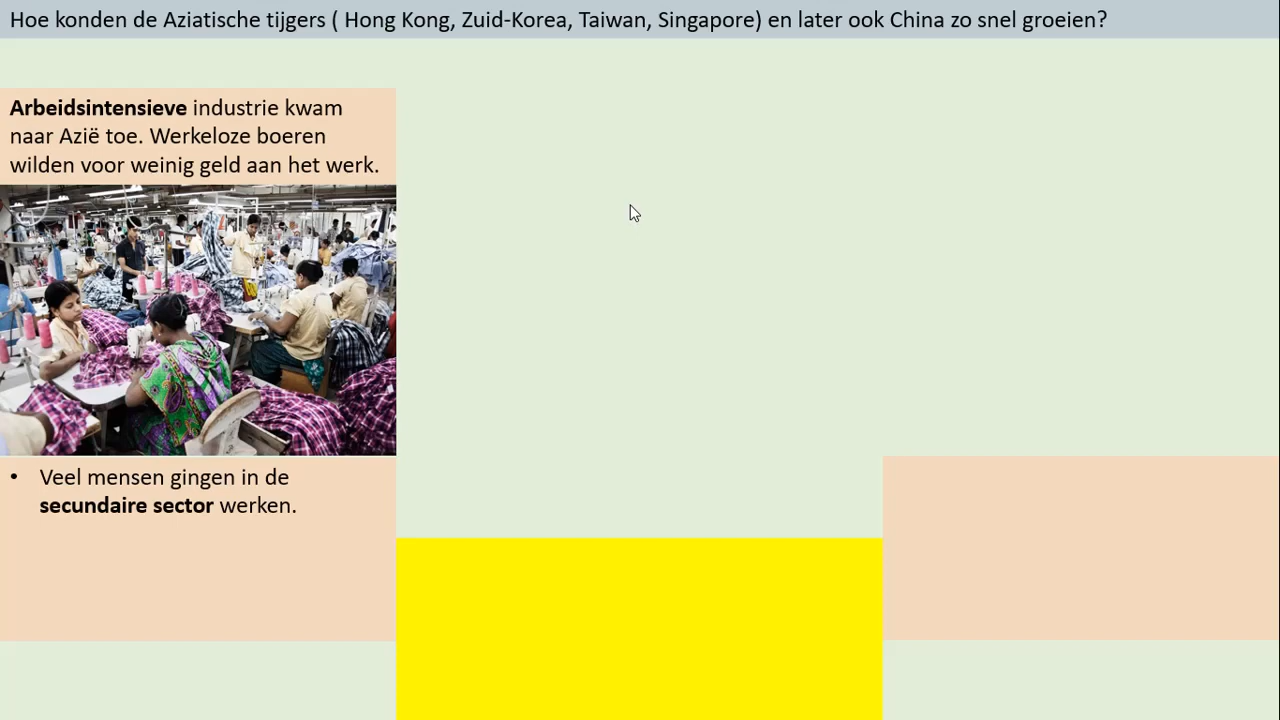 Hoe konden de Aziatische tijgers ( Hong Kong, Zuid-Korea, Taiwan, Singapore) en later ook China zo snel groeien?
Arbeidsintensieve industrie kwam
naar Azië toe. Werkeloze boeren
wilden voor weinig geld aan het werk.
• Veel mensen gingen in de
secundaire sector werken.